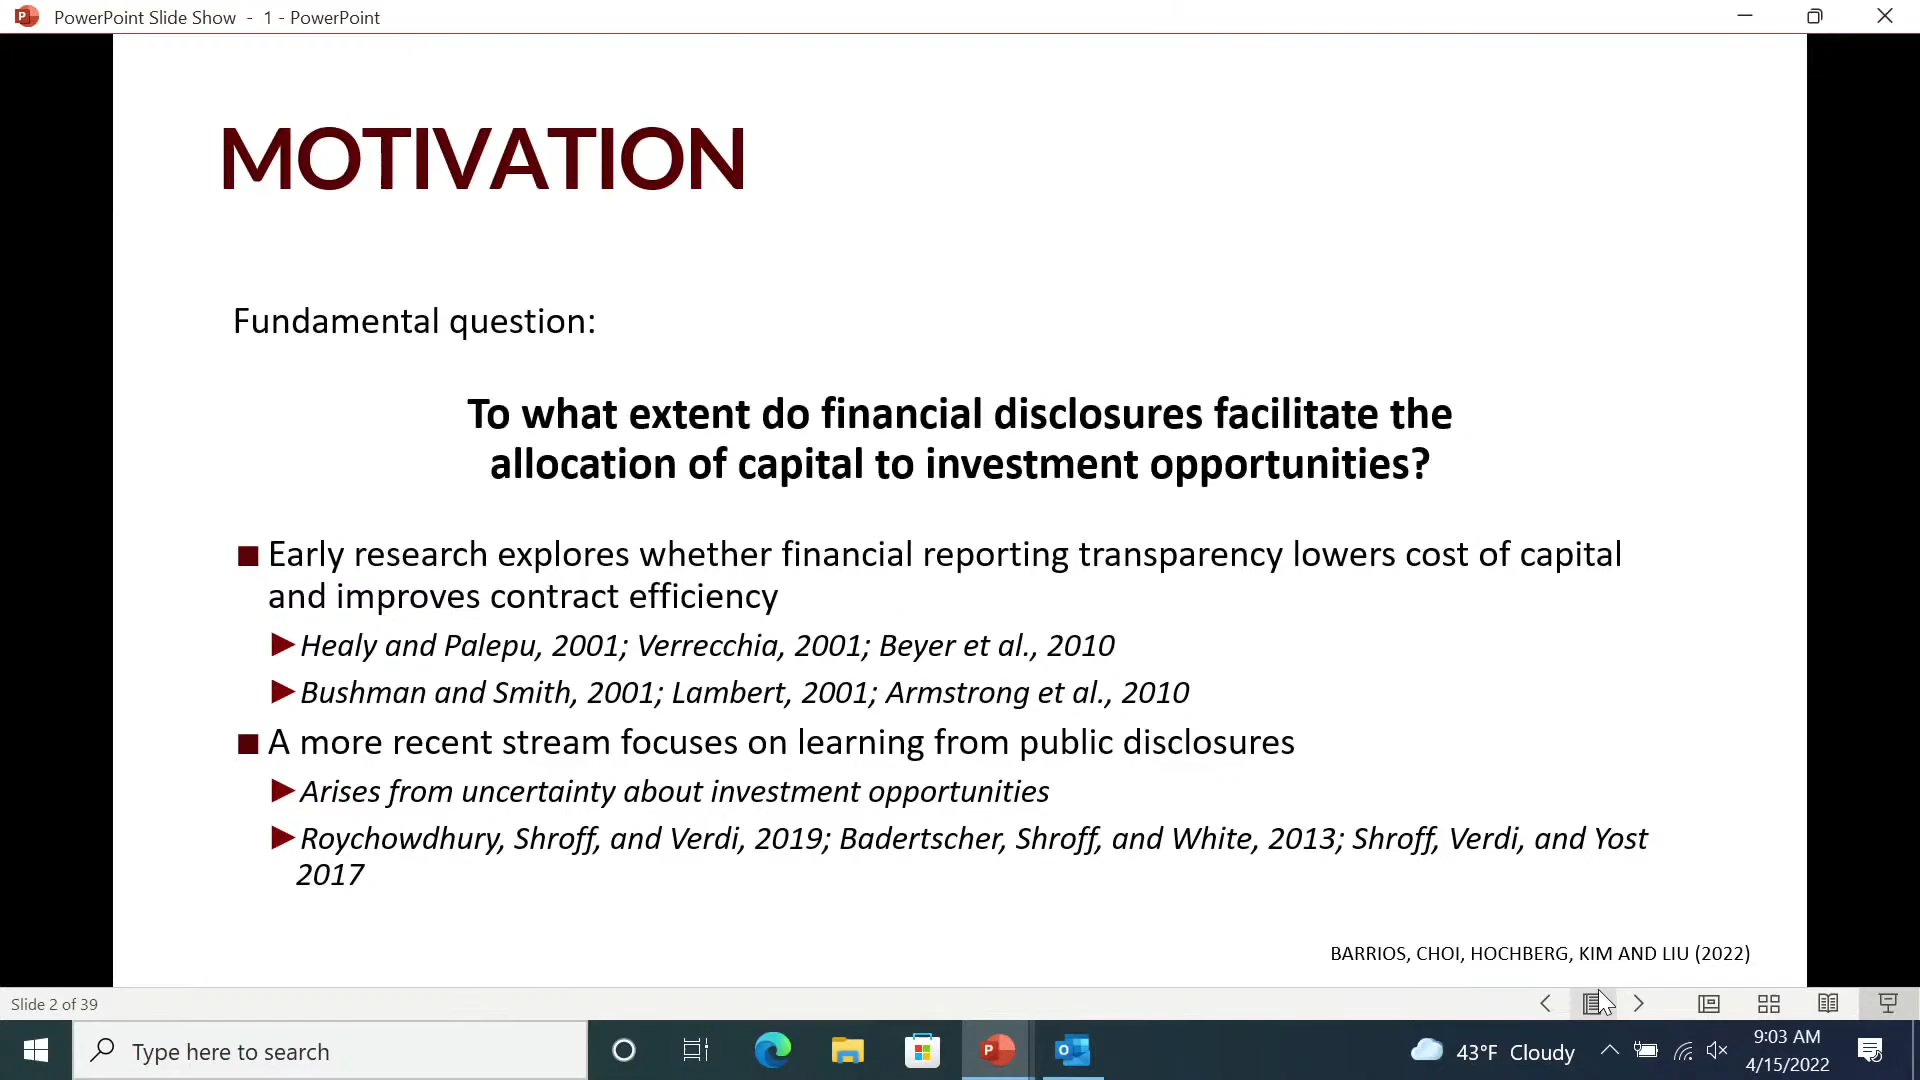 PowerPoint Slide Show - 1 - PowerPoint
MOTIVATION
Fundamental question:
To what extent do financial disclosures facilitate the
allocation of capital to investment opportunities?
Early research explores whether financial reporting transparency lowers cost of capital
and improves contract efficiency
Healy and Palepu, 2001; Verrecchia, 2001; Beyer et al., 2010
Bushman and Smith, 2001; Lambert, 2001; Armstrong et al., 2010
A more recent stream focuses on learning from public disclosures
Arises from uncertainty about investment opportunities
Roychowdhury, Shroff, and Verdi, 2019; Badertscher, Shroff, and White, 2013; Shroff, Verdi, and Yost
2017
BARRIOS, CHOI, HOCHBERG, KIM AND LIU (2022)
Slide 2 of 39
Type here to search
43°F Cloudy
9:03 AM
4/15/2022